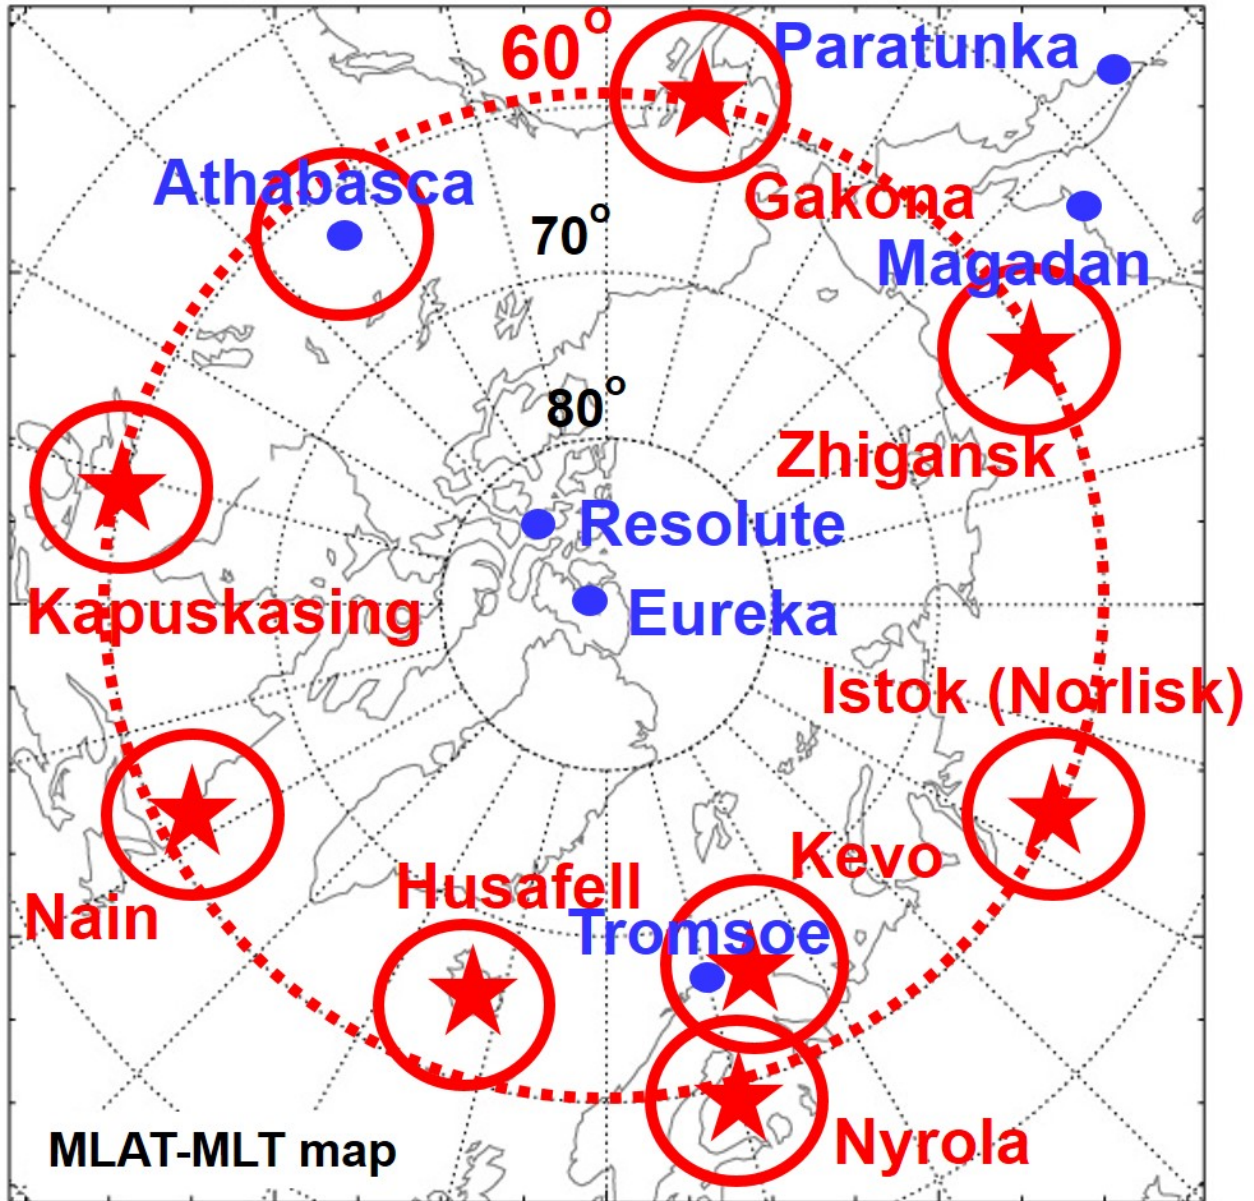 60°
Paratunka
Athabasca
Gakona
70°
Magadan
80°
Zhigansk
Resolute
Kapuskasing
Eureka
Istok (Norlisk)
Kevo
Husafell
Nain
Tromsoe
Nyrola
MLAT-MLT map